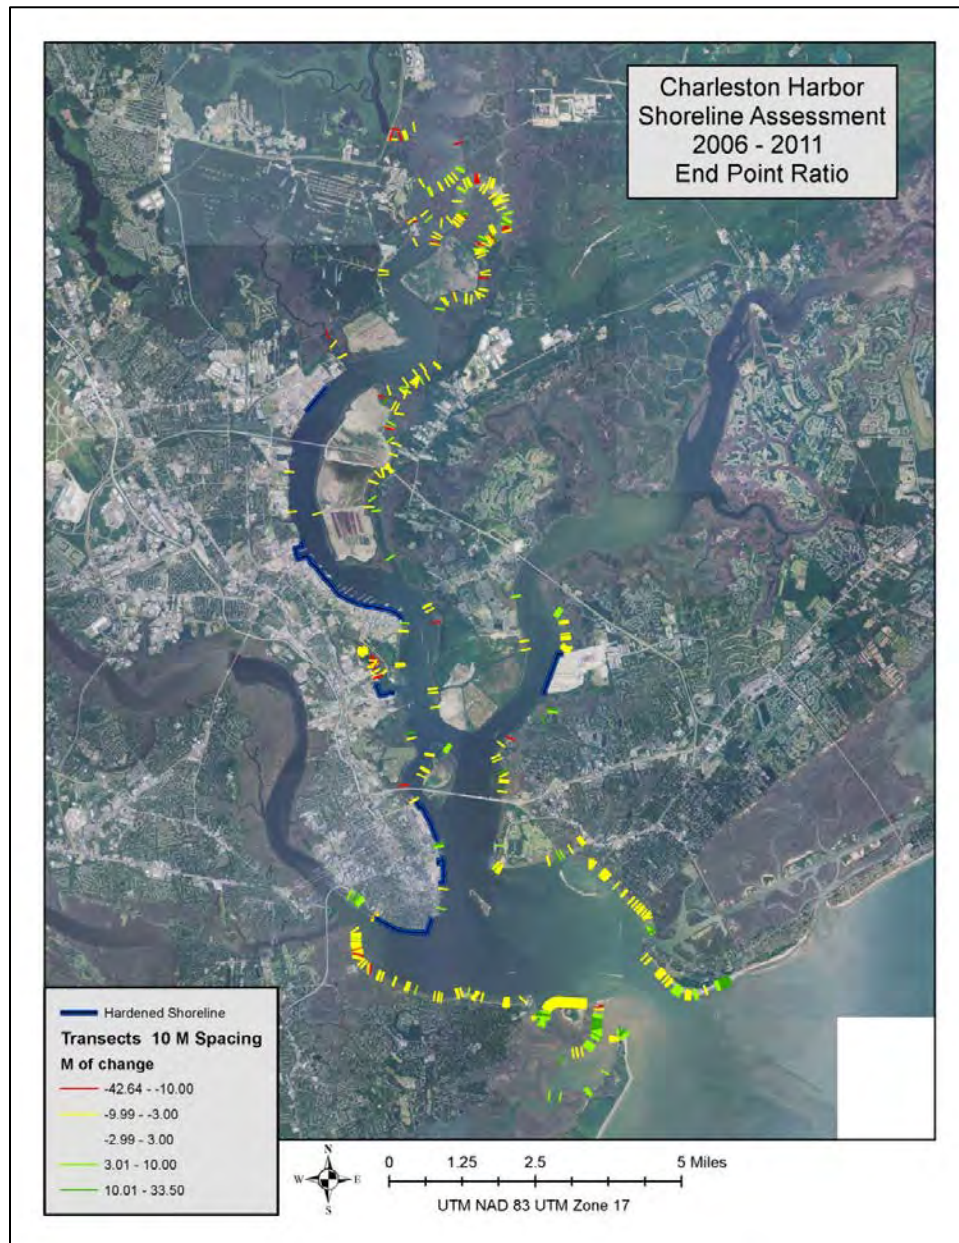 Charleston Harbor
Shoreline Assessment
2006 - 2011
End Point Ratio
Hardened Shoreline
Transects 10 M Spacing
M of change
-42.64 - -10.00
-9.99 - -3.00
-2.99 - 3.00
3.01 - 10.00
10.01 - 33.50
N
W E
S
0 1.25 2.5 5 Miles
UTM NAD 83 UTM Zone 17